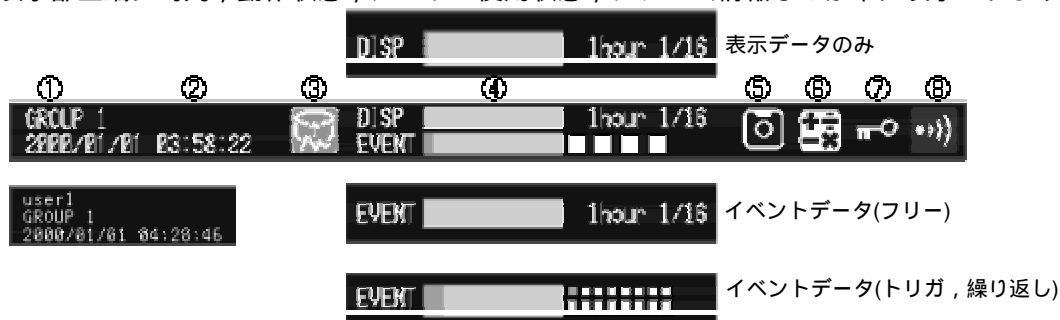 DISP 1hour 1/16 表示データのみ
① ② ③ ④ ⑤ ⑥ ⑦ ⑧
GROUP 1 DISP 1hour 1/16
2000/01/01 03:58:22 EVENT
user1
GROUP 1 EVENT 1hour 1/16 イベントデータ(フリー)
2000/01/01 04:28:46
EVENT イベントデータ(トリガ , 繰り返し)